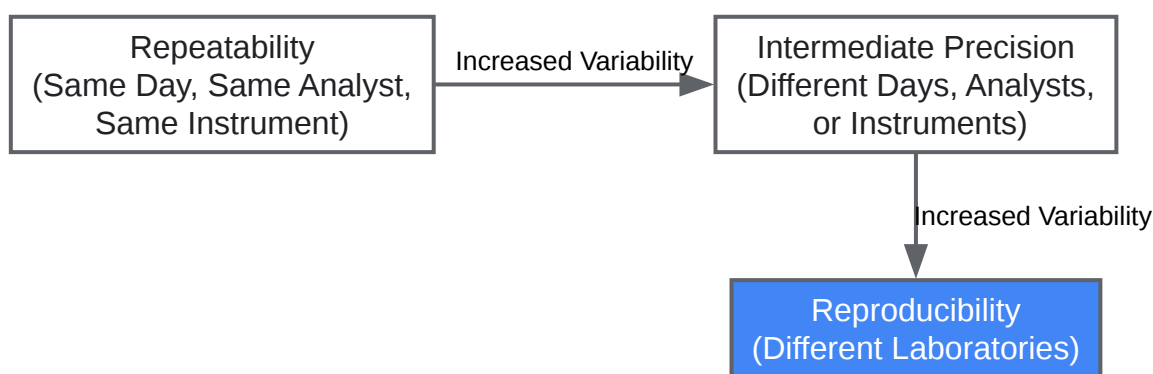 Repeatability
(Same Day, Same Analyst,
Same Instrument)
Increased Variability
Intermediate Precision
(Different Days, Analysts,
or Instruments)
Increased Variability
Reproducibility
(Different Laboratories)